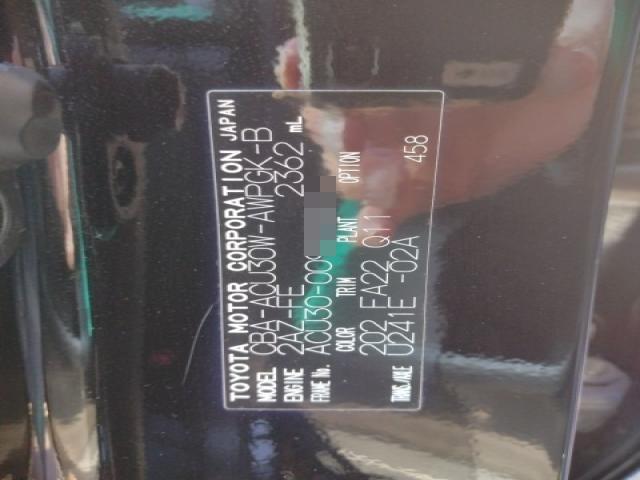 TOYOTA MOTOR CORPORATION JAPAN
MODEL CBA-ACU30W-AWPGK-B
ENGINE 2AZ-FE 2362 mL
FRAME No. ACU30-009
COLOR TRIM PLANT OPTION
202 FA22 Q11 458
TRANS/AXLE U241E -02A